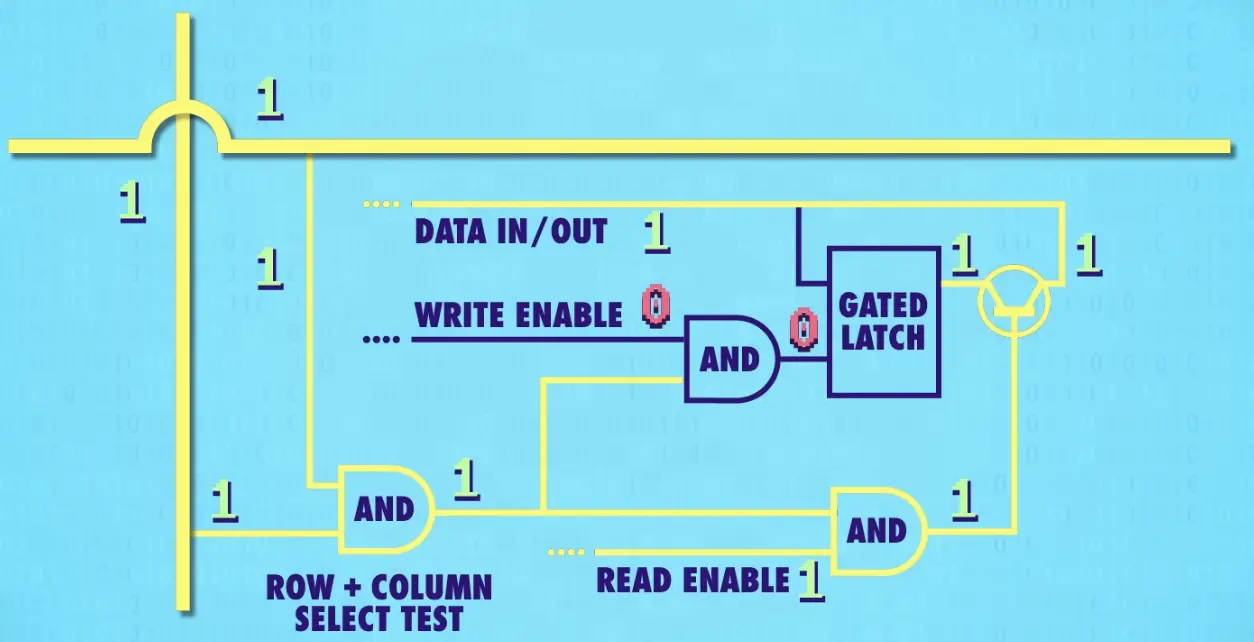 1
1
1
DATA IN/OUT 1
1
1
WRITE ENABLE 0
0
GATED
LATCH
AND
1
1
AND
1
AND
1
READ ENABLE 1
ROW + COLUMN
SELECT TEST